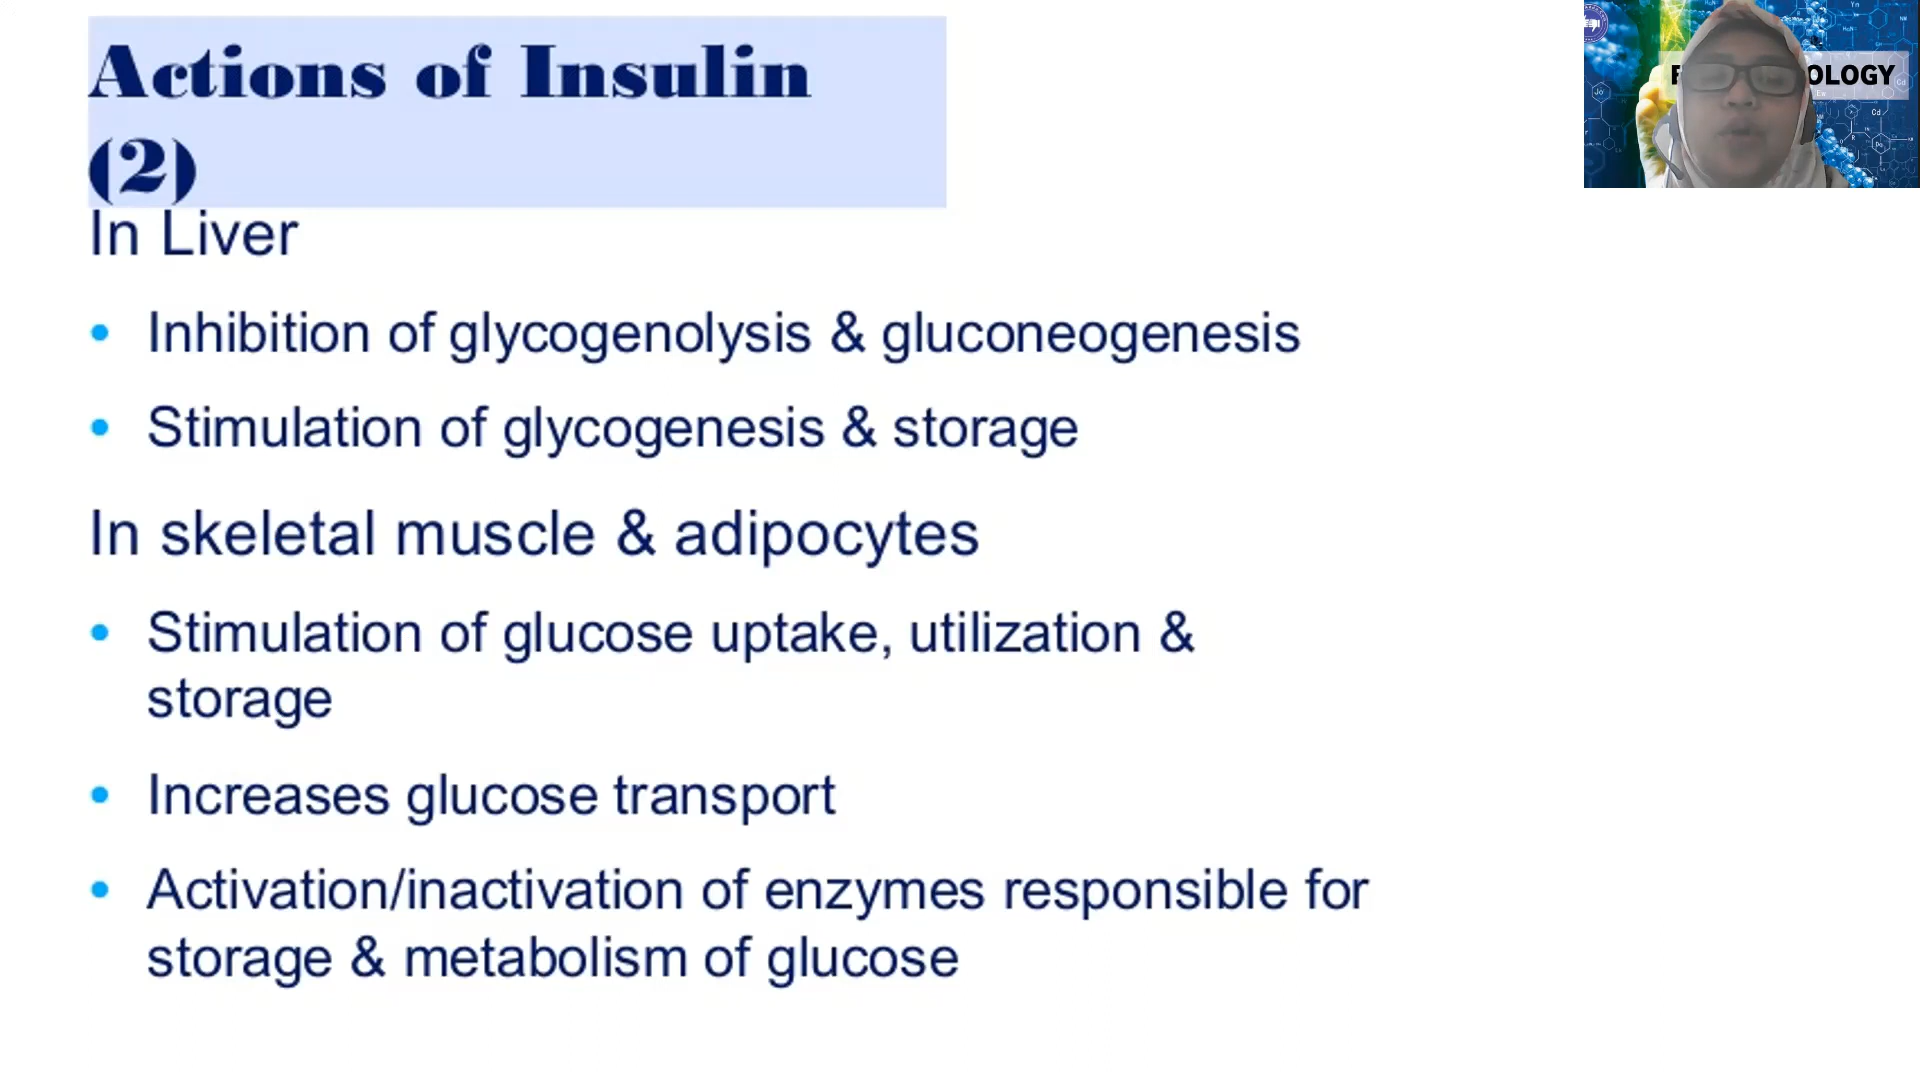 Actions of Insulin
(2)
In Liver
• Inhibition of glycogenolysis & gluconeogenesis
• Stimulation of glycogenesis & storage
In skeletal muscle & adipocytes
• Stimulation of glucose uptake, utilization &
storage
• Increases glucose transport
• Activation/inactivation of enzymes responsible for
storage & metabolism of glucose
OLOGY